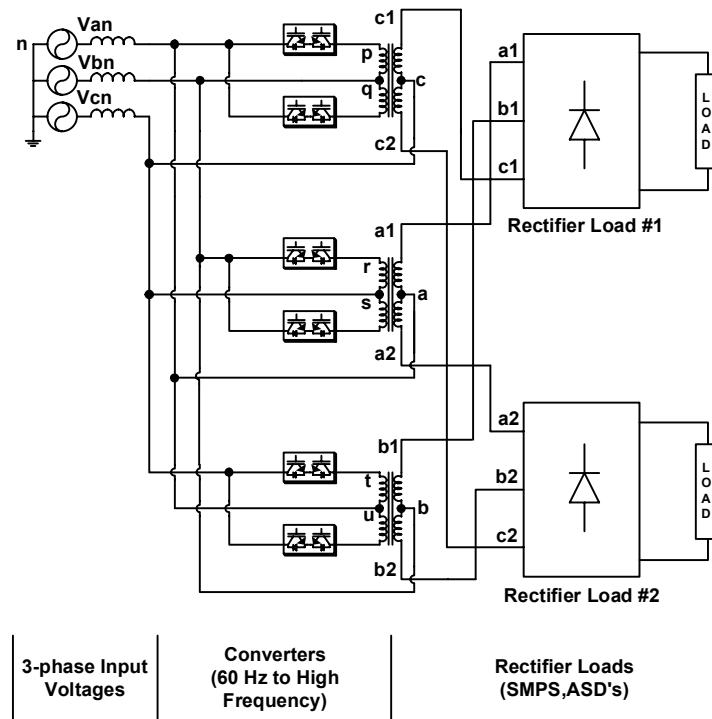 c1
Van
n
p
a1
Vbn
q
c
b1
L
O
A
D
Vcn
c2
c1
a1
Rectifier Load #1
r
s
a
a2
a2
b1
L
O
A
D
t
b2
u
b
c2
b2
Rectifier Load #2
3-phase Input
Voltages
Converters
(60 Hz to High
Frequency)
Rectifier Loads
(SMPS,ASD's)